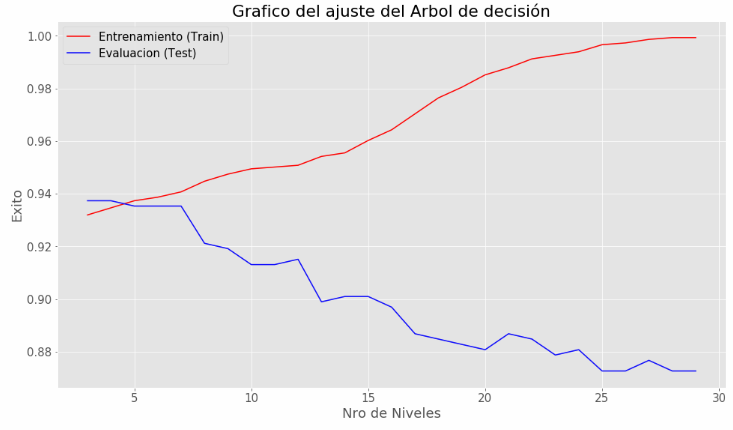 Grafico del ajuste del Arbol de decisión
Entrenamiento (Train)
Evaluacion (Test)
Exito
1.00
0.98
0.96
0.94
0.92
0.90
0.88
5 10 15 20 25 30
Nro de Niveles